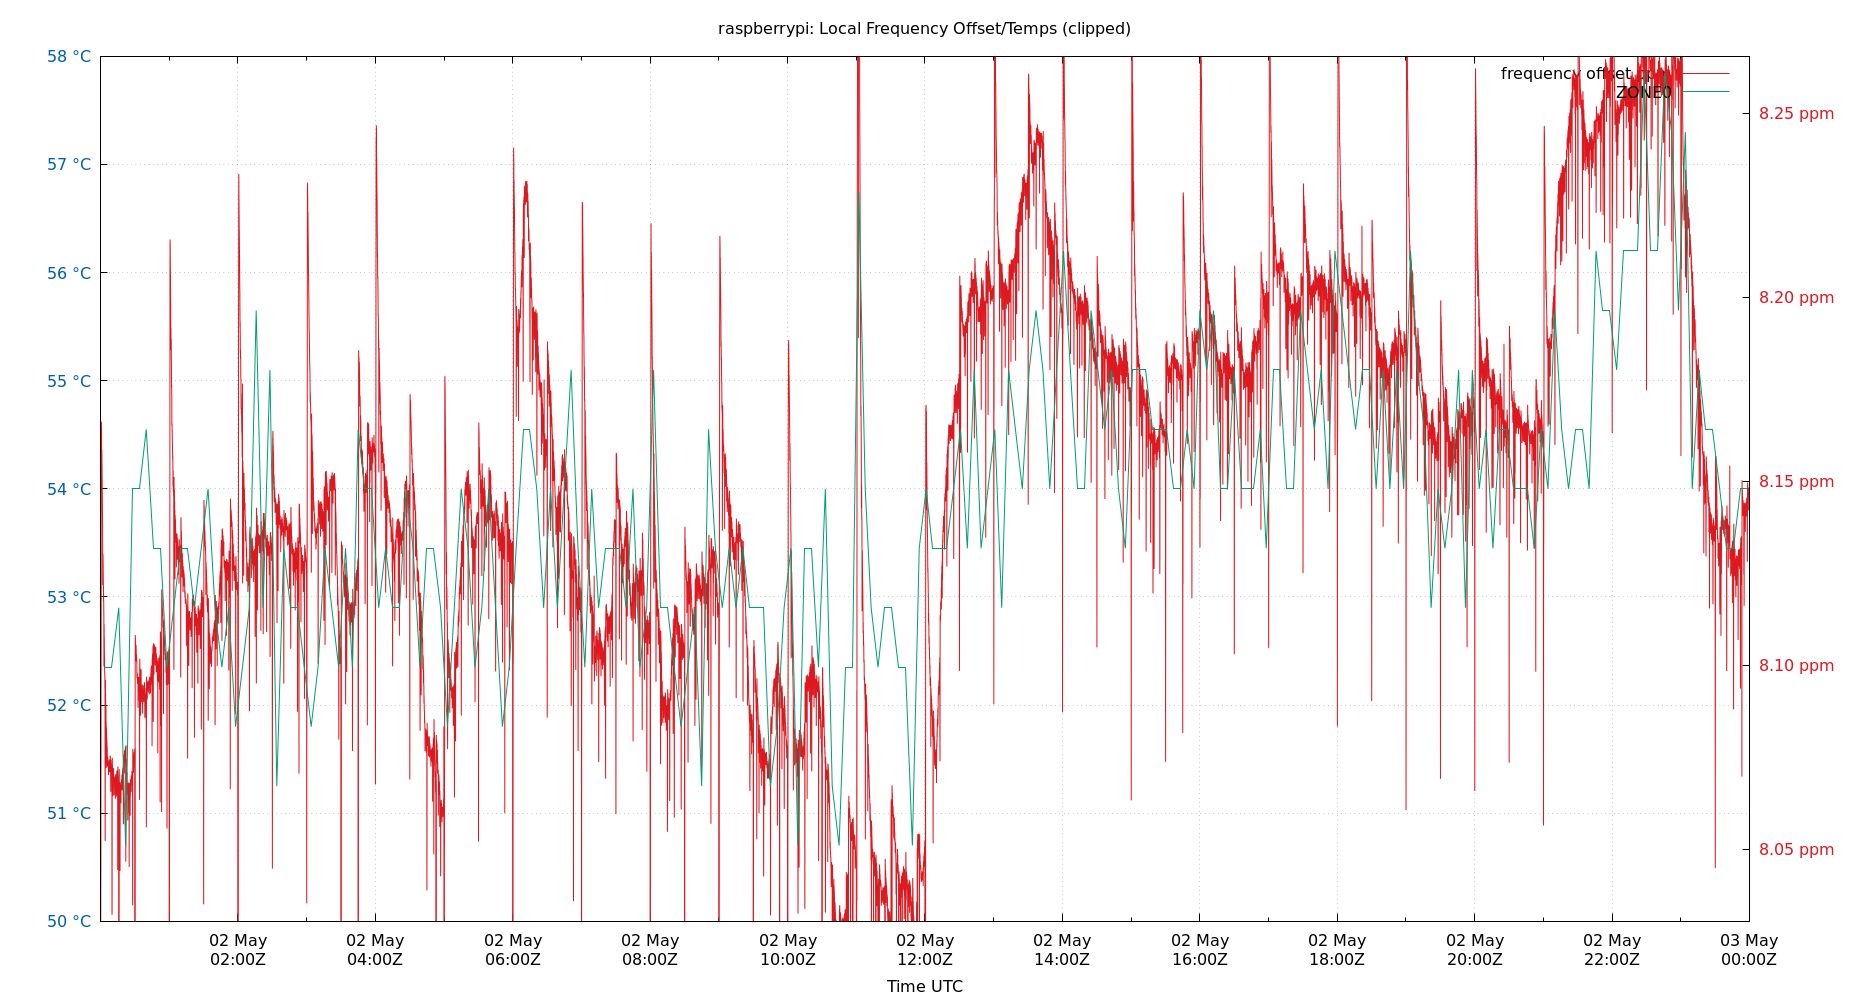 raspberrypi: Local Frequency Offset/Temps (clipped)
58 °C
57 °C
56 °C
55 °C
54 °C
53 °C
52 °C
51 °C
50 °C
frequency offset ppm
ZONE0
8.25 ppm
8.20 ppm
8.15 ppm
8.10 ppm
8.05 ppm
02 May 02 May 02 May 02 May 02 May 02 May 02 May 02 May 02 May 02 May 02 May 03 May
02:00Z 04:00Z 06:00Z 08:00Z 10:00Z 12:00Z 14:00Z 16:00Z 18:00Z 20:00Z 22:00Z 00:00Z
Time UTC